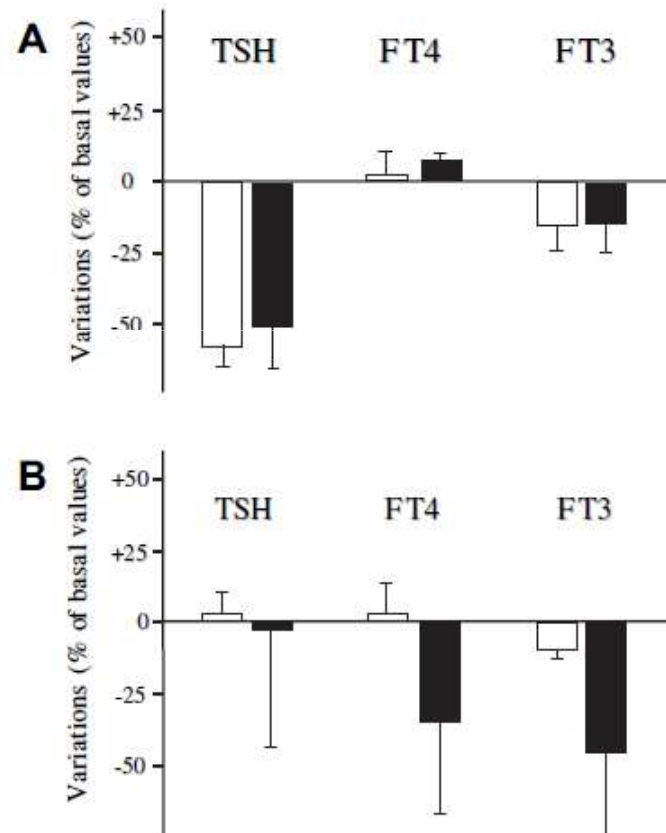 A
Variations (% of basal values)
TSH FT4 FT3
+50
+25
0
-25
-50
B
Variations (% of basal values)
TSH FT4 FT3
+50
+25
0
-25
-50